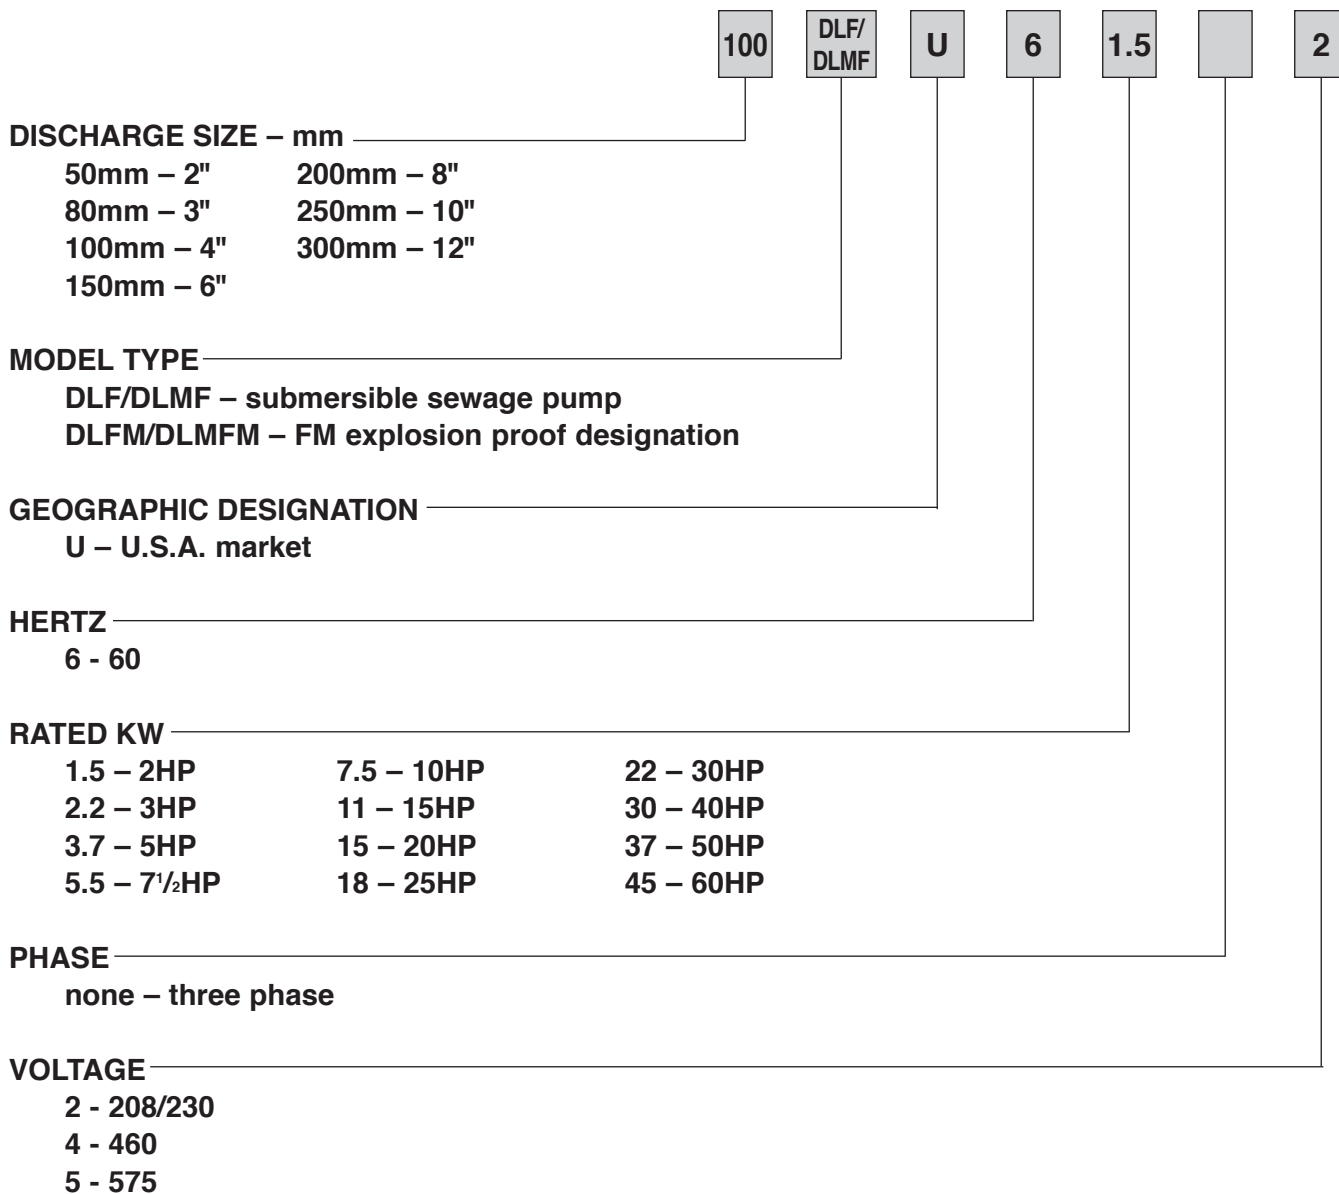 100 DLF/ DLMF U 6 1.5 2
DISCHARGE SIZE – mm
50mm – 2" 200mm – 8"
80mm – 3" 250mm – 10"
100mm – 4" 300mm – 12"
150mm – 6"
MODEL TYPE
DLF/DLMF – submersible sewage pump
DLFM/DLMFM – FM explosion proof designation
GEOGRAPHIC DESIGNATION
U – U.S.A. market
HERTZ
6 - 60
RATED KW
1.5 – 2HP 7.5 – 10HP 22 – 30HP
2.2 – 3HP 11 – 15HP 30 – 40HP
3.7 – 5HP 15 – 20HP 37 – 50HP
5.5 – 71/2HP 18 – 25HP 45 – 60HP
PHASE
none – three phase
VOLTAGE
2 - 208/230
4 - 460
5 - 575